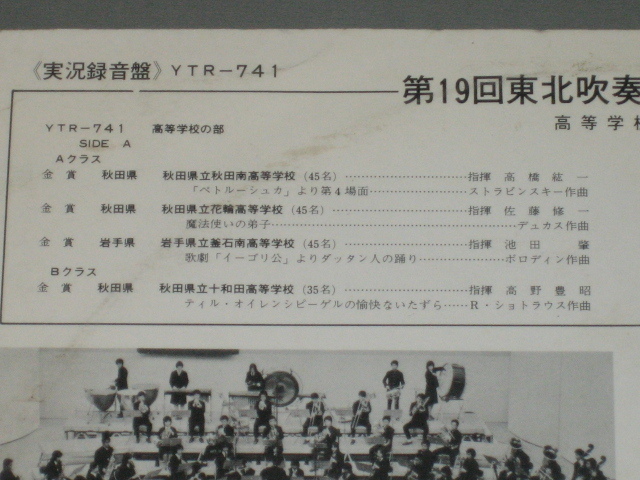 《実況録音盤》YTR-741
第19回東北吹奏
高等学校
YTR-741 高等学校の部
SIDE A
Aクラス
金賞 秋田県 秋田県立秋田南高等学校(45名)………指揮 高橋紘一
「ペトルーシュカ」より第4場面………ストラビンスキー作曲
金賞 秋田県 秋田県立花輪高等学校(45名)………指揮 佐藤修一
魔法使いの弟子………デュカス作曲
金賞 岩手県 岩手県立釜石南高等学校(45名)………指揮 池田肇
歌劇「イーゴリ公」よりダッタン人の踊り……ボロディン作曲
Bクラス
金賞 秋田県 秋田県立十和田高等学校(35名)………指揮 高野豊昭
ティル・オイレンシピーゲルの愉快ないたずら……R・ショトラウス作曲